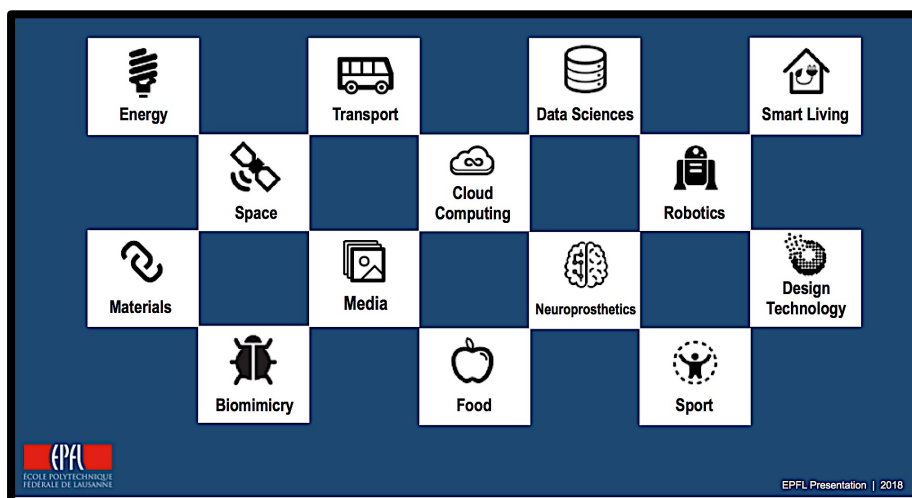 Energy
Transport
Data Sciences
Smart Living
Space
Cloud
Computing
Robotics
Materials
Media
Neuroprosthetics
Design
Technology
Biomimicry
Food
Sport
EPFL
ÉCOLE POLYTECHNIQUE
FÉDÉRALE DE LAUSANNE
EPFL Presentation | 2018